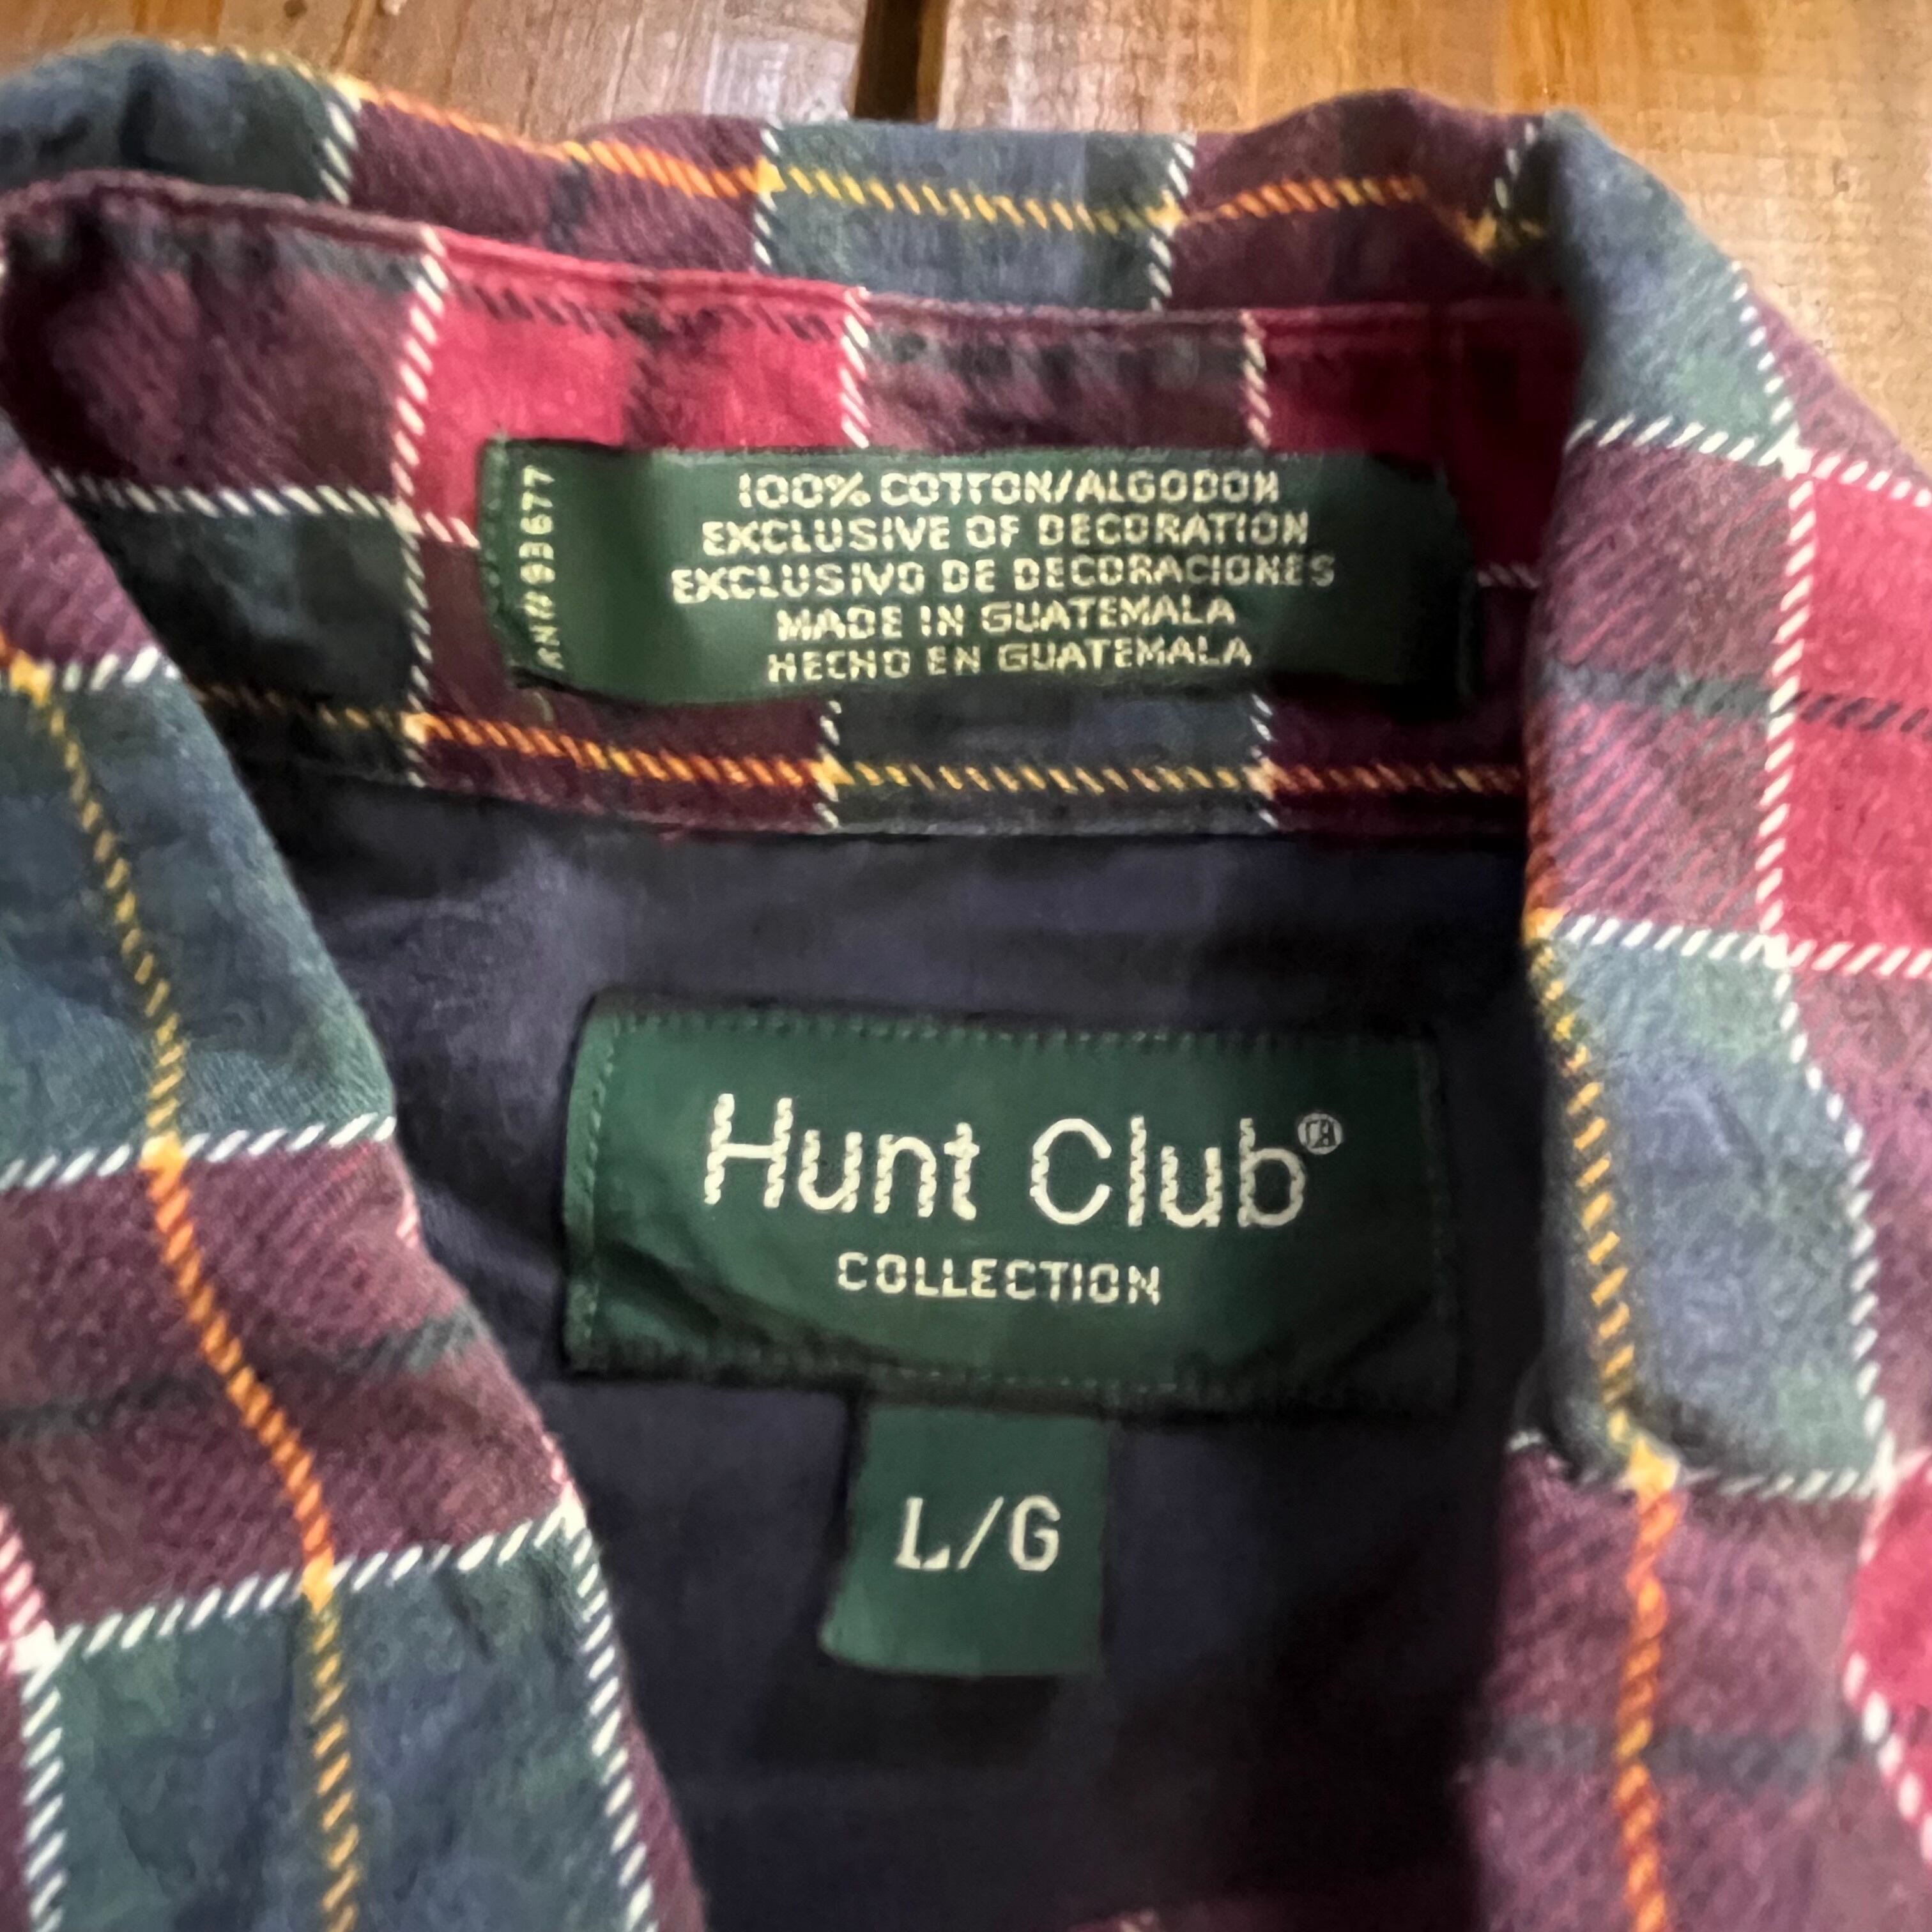 RN#93677
100% COTTON/ALGODON
EXCLUSIVE OF DECORATION
EXCLUSIVO DE DECORACIONES
MADE IN GUATEMALA
HECHO EN GUATEMALA
Hunt Club®
COLLECTION
L/G